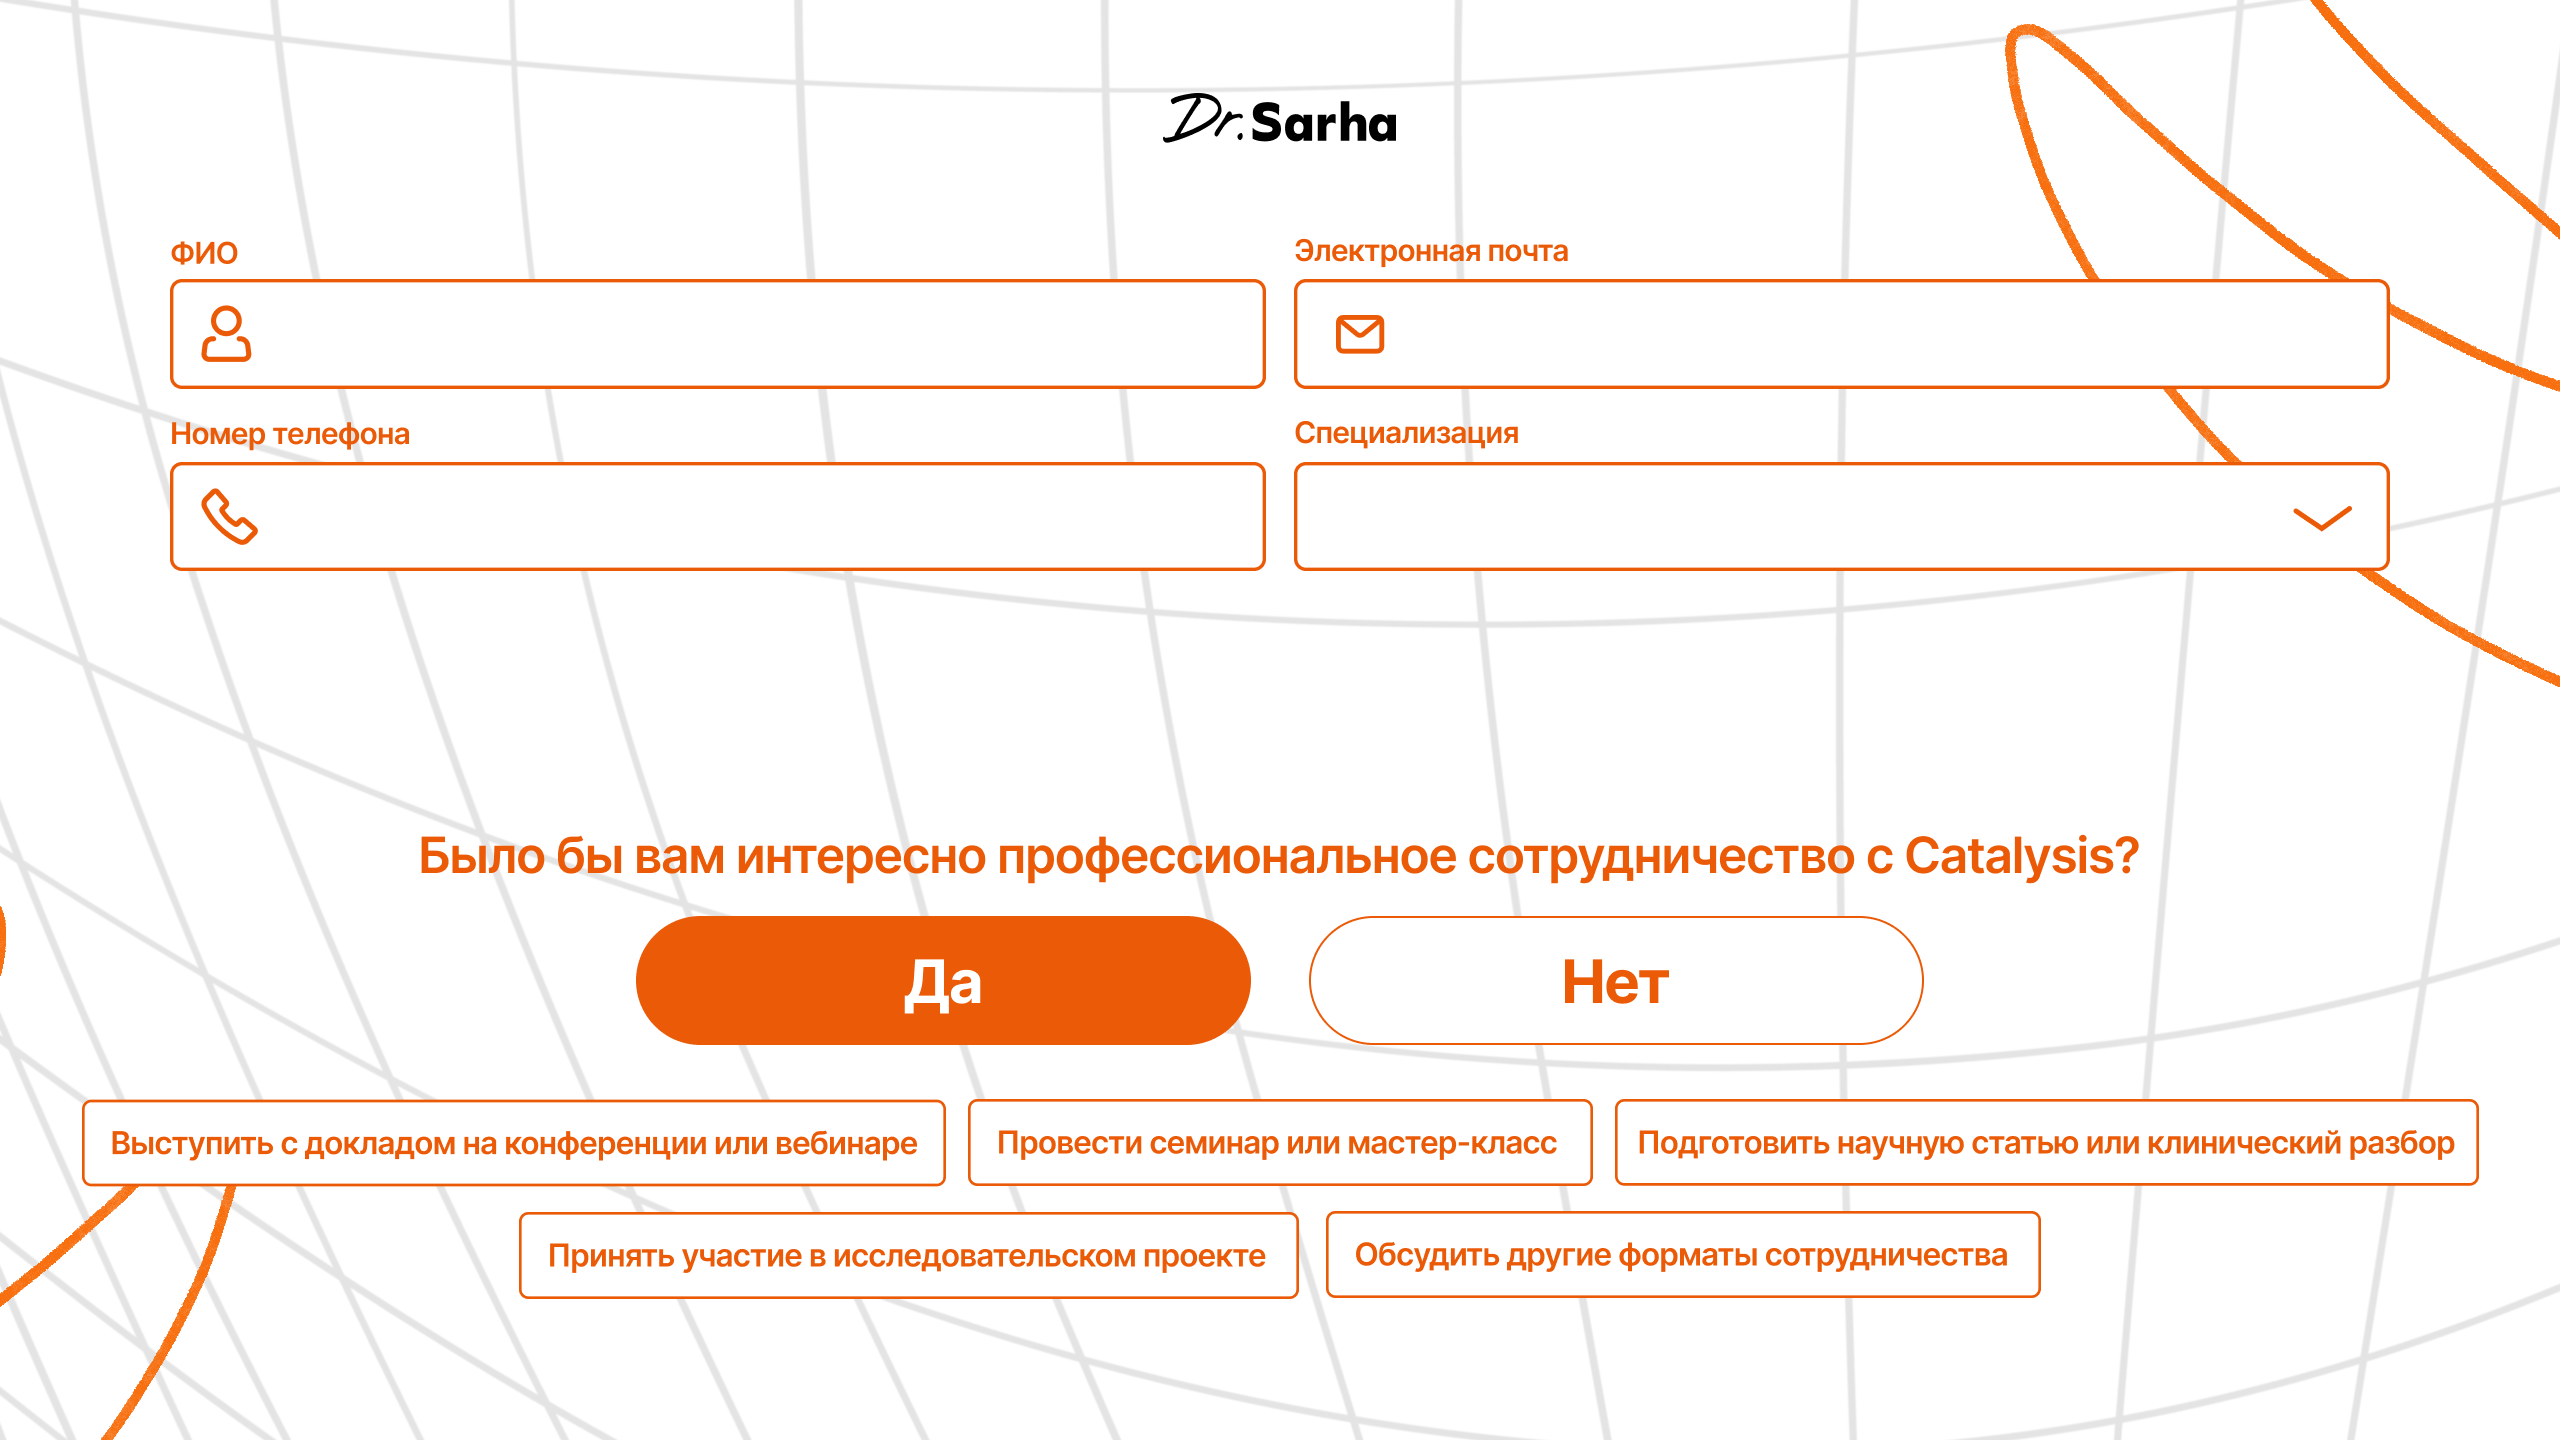 Dr. Sarha
ФИО
Электронная почта
Номер телефона
Специализация
Было бы вам интересно профессиональное сотрудничество с Catalysis?
Да
Нет
Выступить с докладом на конференции или вебинаре
Провести семинар или мастер-класс
Подготовить научную статью или клинический разбор
Принять участие в исследовательском проекте
Обсудить другие форматы сотрудничества